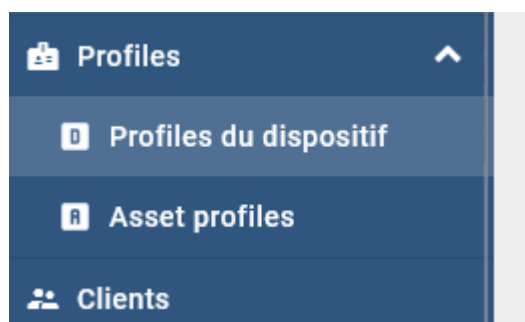 Profiles
D Profiles du dispositif
A Asset profiles
Clients